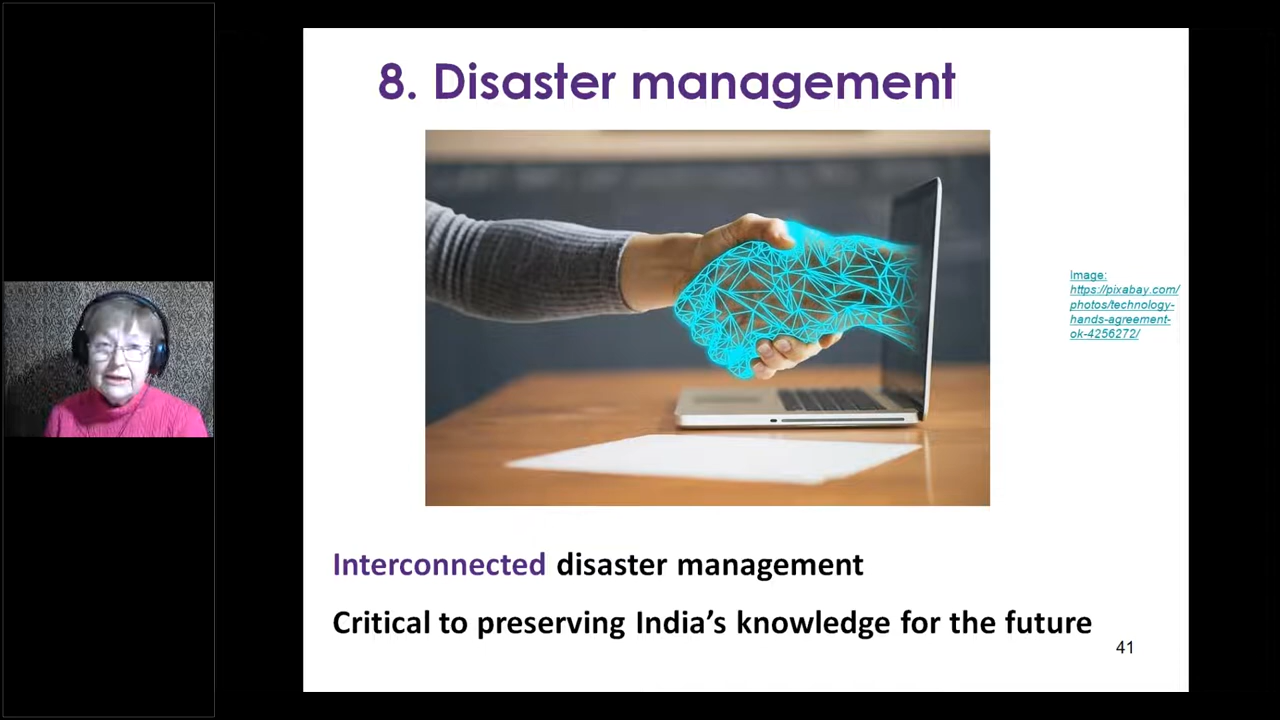 8. Disaster management
Image:
https://pixabay.com/
photos/technology-
hands-agreement-
ok-4256272/
Interconnected disaster management
Critical to preserving India’s knowledge for the future
41